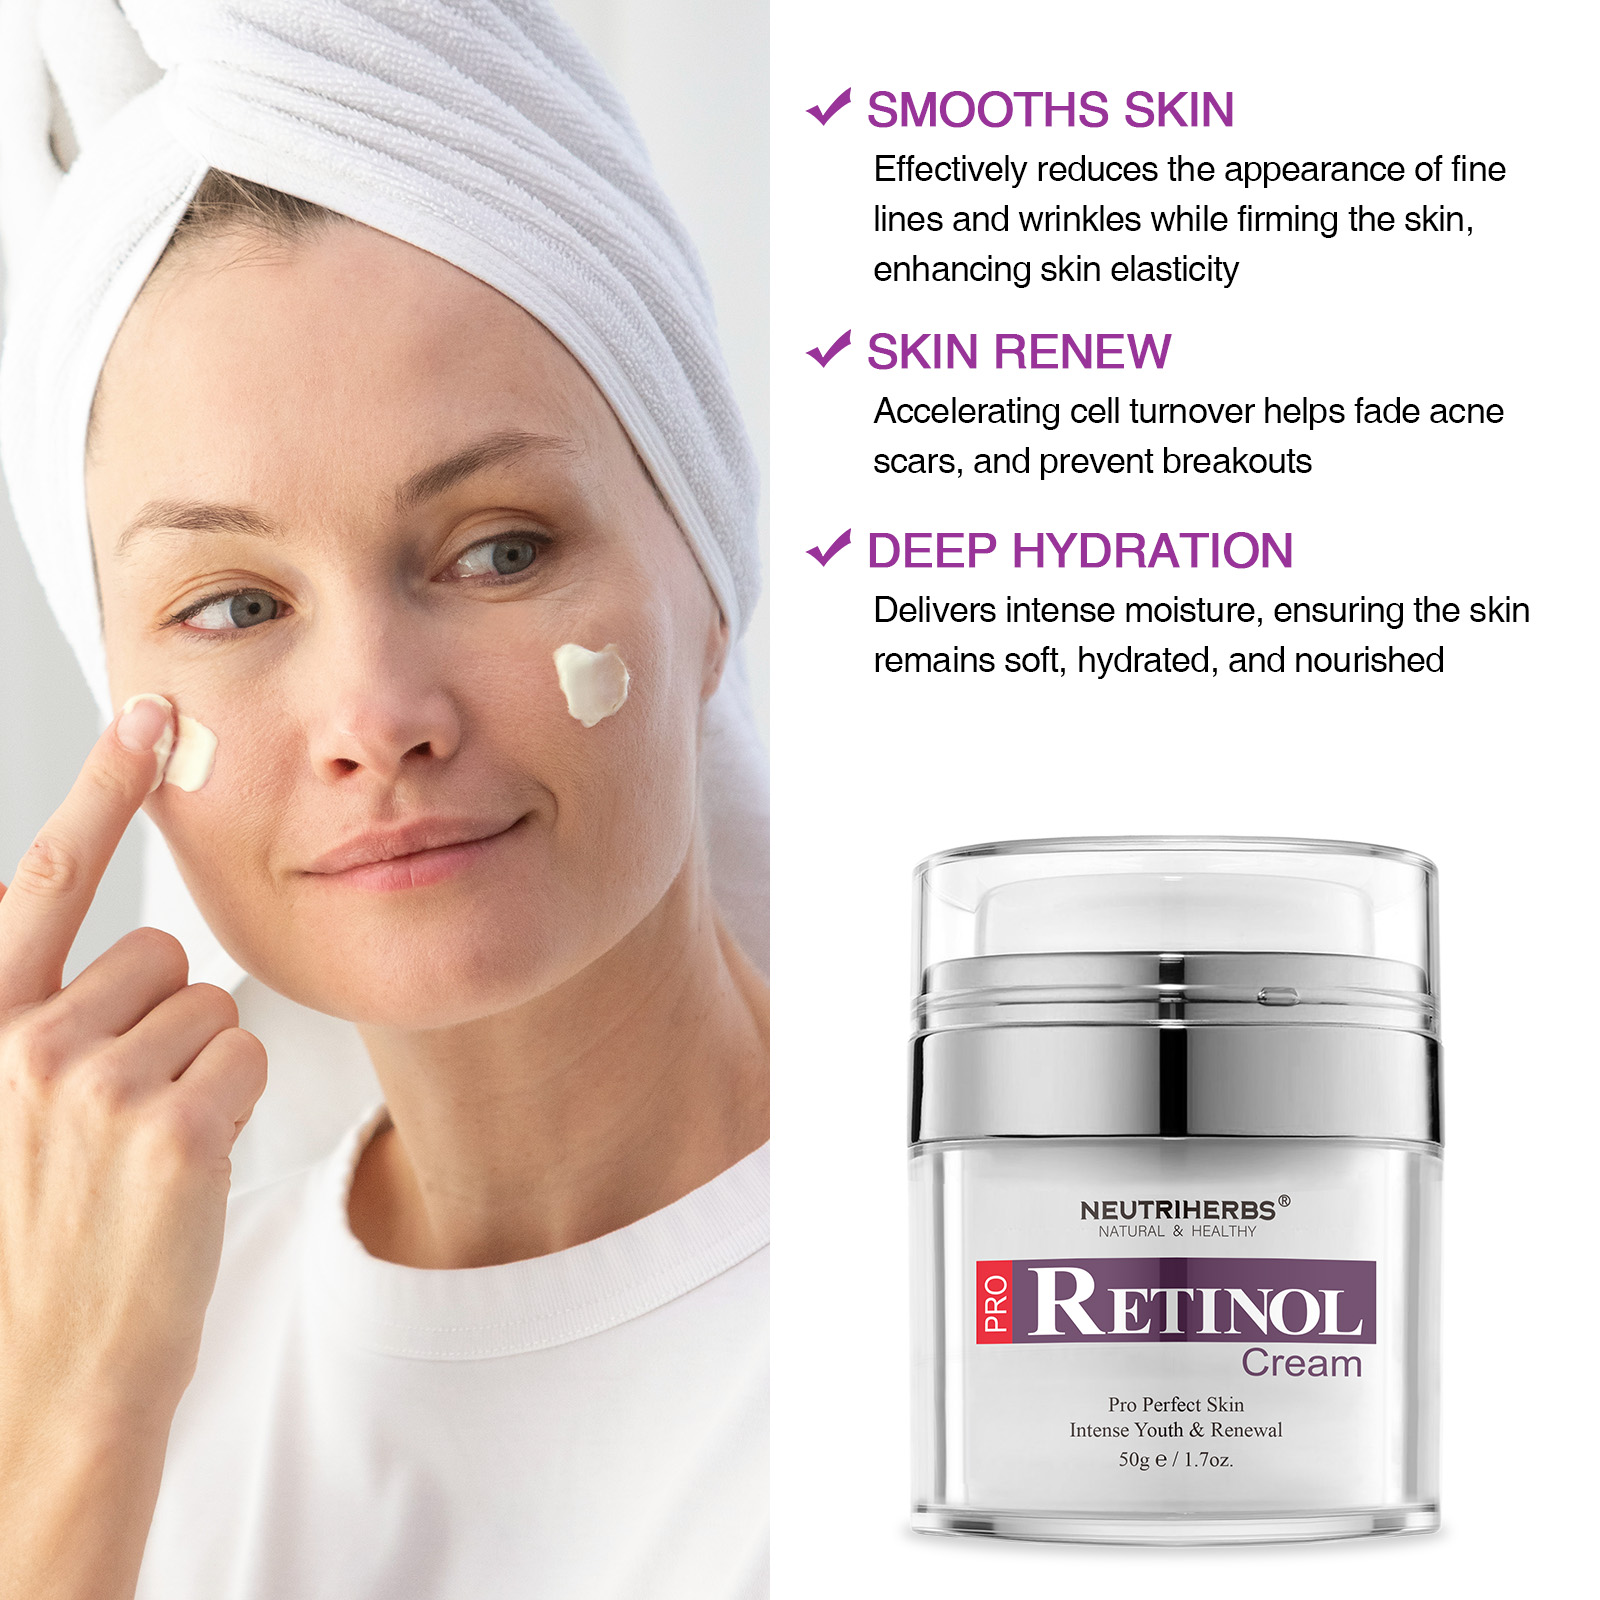 SMOOTHS SKIN
Effectively reduces the appearance of fine
lines and wrinkles while firming the skin,
enhancing skin elasticity
SKIN RENEW
Accelerating cell turnover helps fade acne
scars, and prevent breakouts
DEEP HYDRATION
Delivers intense moisture, ensuring the skin
remains soft, hydrated, and nourished
NEUTRIHERBS®
NATURAL & HEALTHY
PRO RETINOL
Cream
Pro Perfect Skin
Intense Youth & Renewal
50g ℮ / 1.7oz.